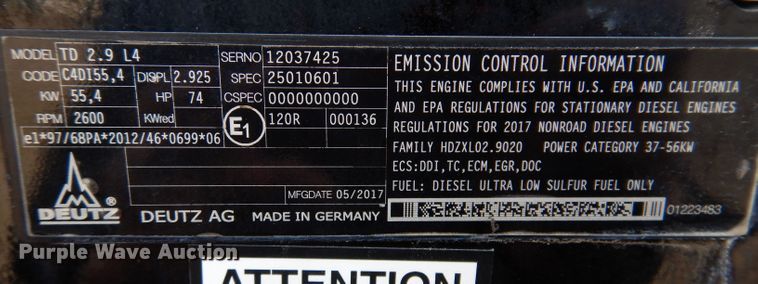 MODEL TD 2.9 L4 SERNO 12037425
CODE C4DI55,4 DISPL 2.925 SPEC 25010601
KW 55,4 HP 74 CSPEC 0000000000
RPM 2600 KWred E1 120R 000136
e1*97/68PA*2012/46*0699*06
MFGDATE 05/2017
DEUTZ DEUTZ AG MADE IN GERMANY
EMISSION CONTROL INFORMATION
THIS ENGINE COMPLIES WITH U.S. EPA AND CALIFORNIA
AND EPA REGULATIONS FOR STATIONARY DIESEL ENGINES
REGULATIONS FOR 2017 NONROAD DIESEL ENGINES
FAMILY HDZXL02.9020 POWER CATEGORY 37-56KW
ECS:DDI,TC,ECM,EGR,DOC
FUEL: DIESEL ULTRA LOW SULFUR FUEL ONLY
01223483
Purple Wave Auction
ATTENTION